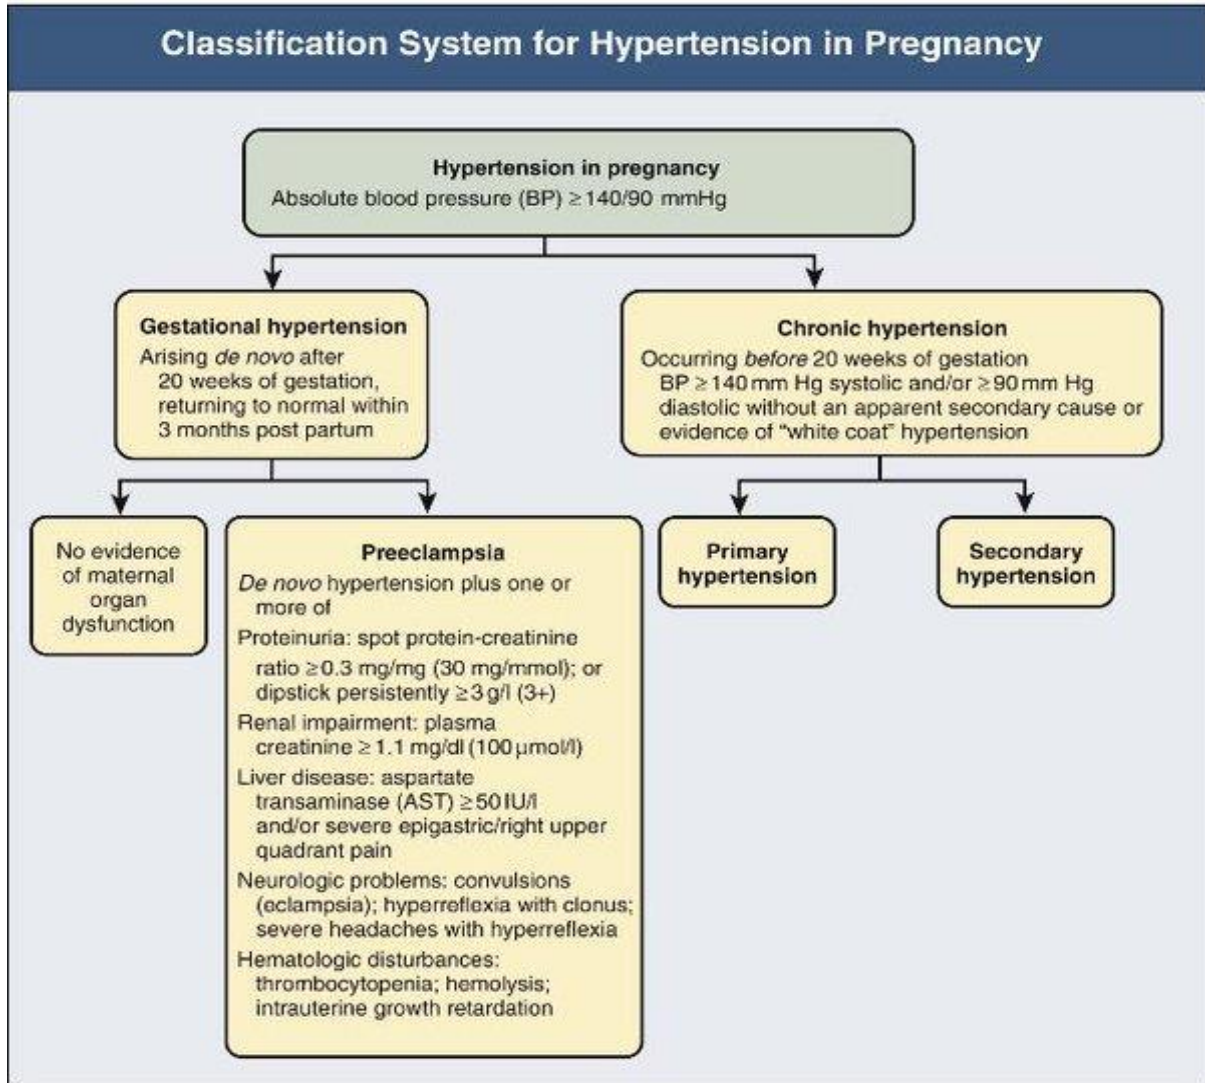 Classification System for Hypertension in Pregnancy
Hypertension in pregnancy
Absolute blood pressure (BP) ≥140/90 mmHg
Gestational hypertension
Arising de novo after
20 weeks of gestation,
returning to normal within
3 months post partum
Chronic hypertension
Occurring before 20 weeks of gestation
BP ≥140 mm Hg systolic and/or ≥90 mm Hg
diastolic without an apparent secondary cause or
evidence of “white coat” hypertension
No evidence
of maternal
organ
dysfunction
Preeclampsia
De novo hypertension plus one or
more of
Proteinuria: spot protein-creatinine
ratio ≥0.3 mg/mg (30 mg/mmol); or
dipstick persistently ≥3 g/l (3+)
Renal impairment: plasma
creatinine ≥1.1 mg/dl (100 µmol/l)
Liver disease: aspartate
transaminase (AST) ≥50 IU/l
and/or severe epigastric/right upper
quadrant pain
Neurologic problems: convulsions
(eclampsia); hyperreflexia with clonus;
severe headaches with hyperreflexia
Hematologic disturbances:
thrombocytopenia; hemolysis;
intrauterine growth retardation
Primary
hypertension
Secondary
hypertension